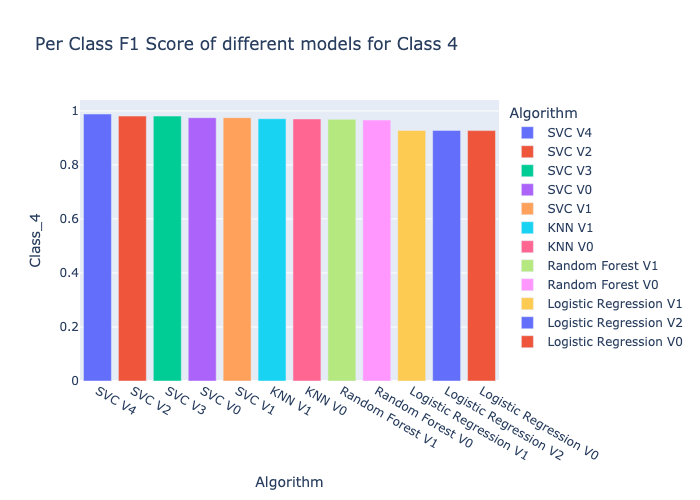 Per Class F1 Score of different models for Class 4
Class_4
1
0.8
0.6
0.4
0.2
0
SVC V4
SVC V2
SVC V3
SVC V0
SVC V1
KNN V1
KNN V0
Random Forest V1
Random Forest V0
Logistic Regression V1
Logistic Regression V2
Logistic Regression V0
Algorithm
Algorithm
SVC V4
SVC V2
SVC V3
SVC V0
SVC V1
KNN V1
KNN V0
Random Forest V1
Random Forest V0
Logistic Regression V1
Logistic Regression V2
Logistic Regression V0